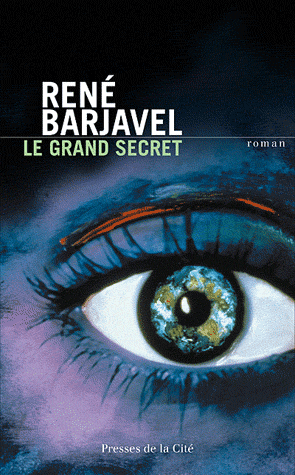 RENÉ
BARJAVEL
LE GRAND SECRET
roman
Presses de la Cité